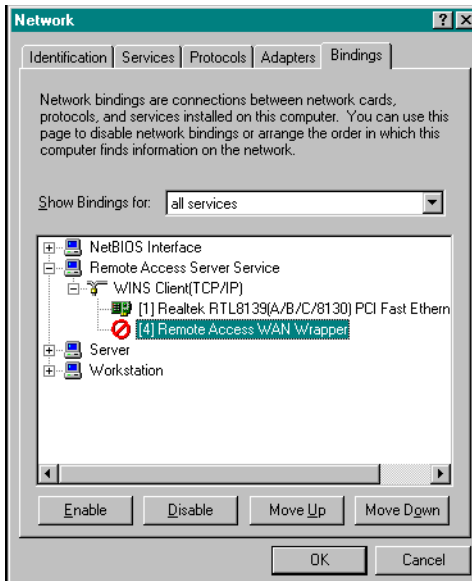 Network
Identification Services Protocols Adapters Bindings
Network bindings are connections between network cards,
protocols, and services installed on this computer. You can use this
page to disable network bindings or arrange the order in which this
computer finds information on the network.
Show Bindings for: all services
NetBIOS Interface
Remote Access Server Service
WINS Client(TCP/IP)
[1] Realtek RTL8139(A/B/C/8130) PCI Fast Ethern
[4] Remote Access WAN Wrapper
Server
Workstation
Enable Disable Move Up Move Down
OK Cancel